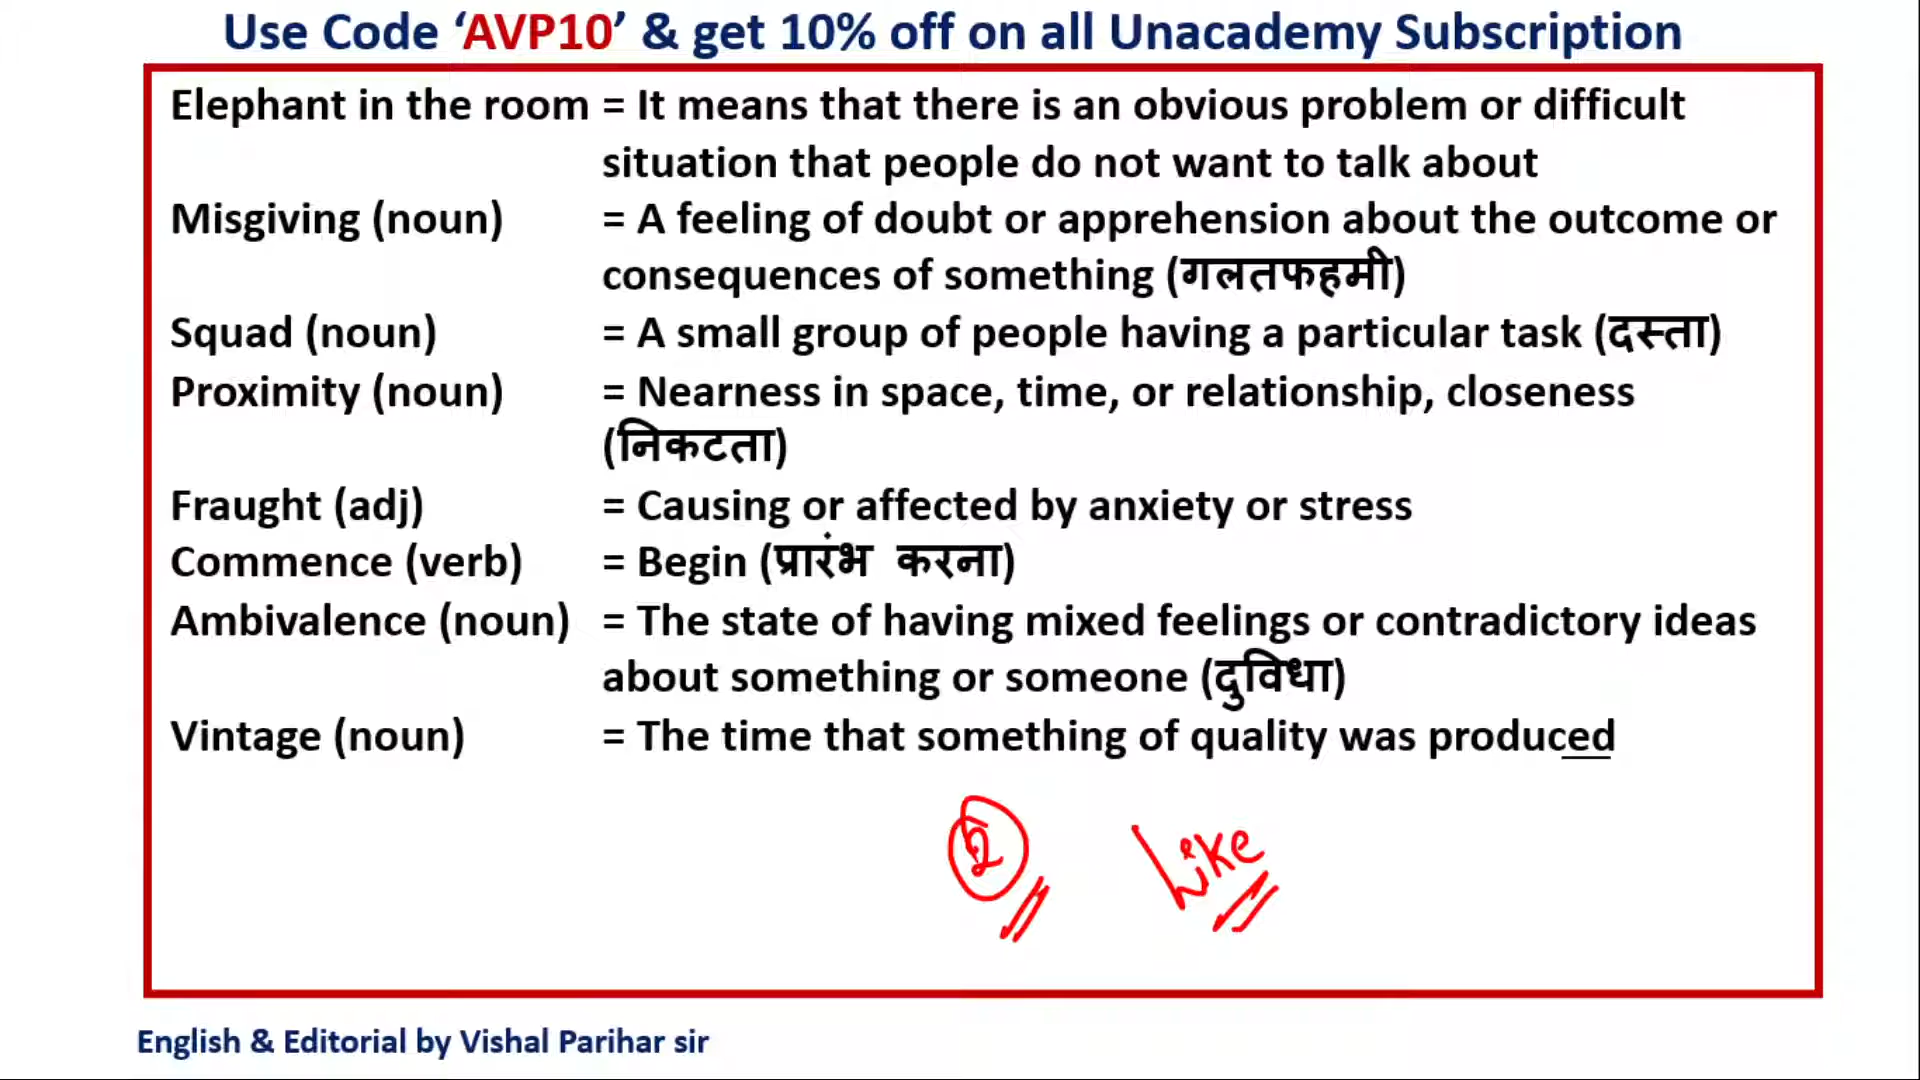 Use Code ‘AVP10’ & get 10% off on all Unacademy Subscription
Elephant in the room = It means that there is an obvious problem or difficult
situation that people do not want to talk about
Misgiving (noun) = A feeling of doubt or apprehension about the outcome or
consequences of something (गलतफहमी)
Squad (noun) = A small group of people having a particular task (दस्ता)
Proximity (noun) = Nearness in space, time, or relationship, closeness
(निकटता)
Fraught (adj) = Causing or affected by anxiety or stress
Commence (verb) = Begin (प्रारंभ करना)
Ambivalence (noun) = The state of having mixed feelings or contradictory ideas
about something or someone (दुविधा)
Vintage (noun) = The time that something of quality was produced
Like
English & Editorial by Vishal Parihar sir